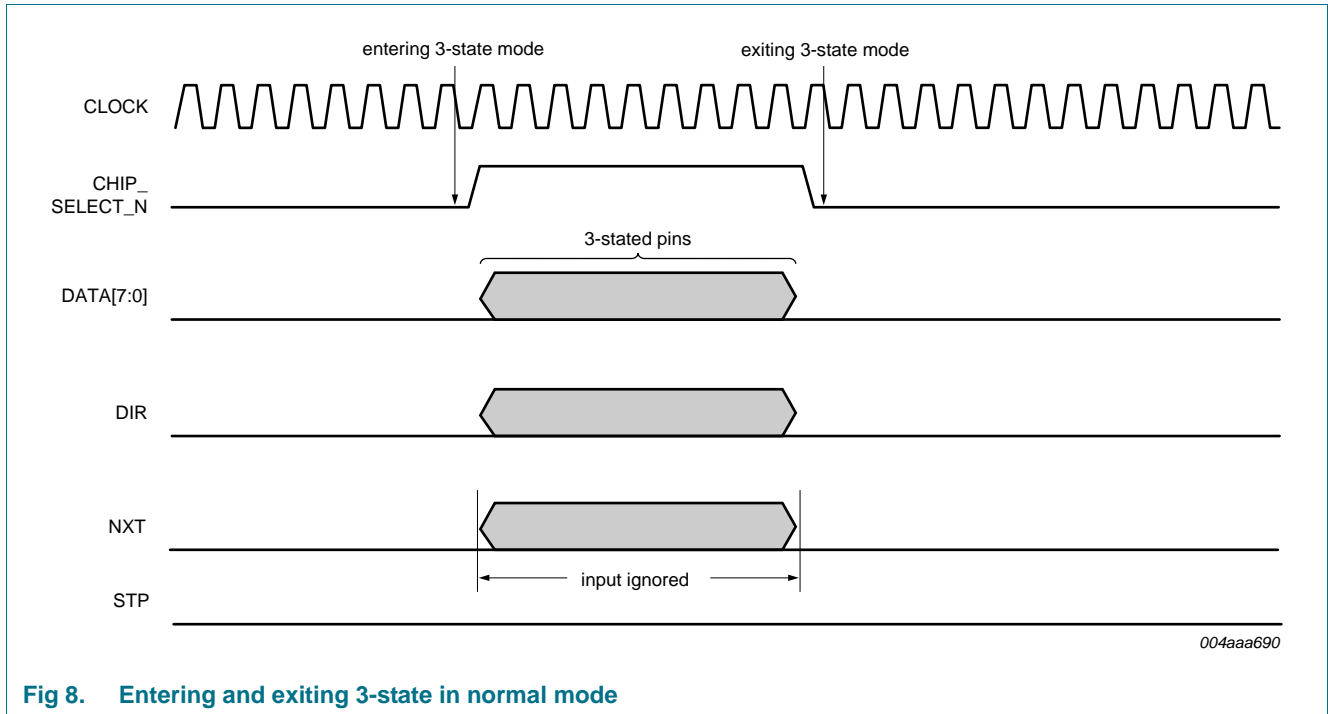 entering 3-state mode
exiting 3-state mode
CLOCK
CHIP_
SELECT_N
3-stated pins
DATA[7:0]
DIR
NXT
input ignored
STP
004aaa690
Fig 8. Entering and exiting 3-state in normal mode